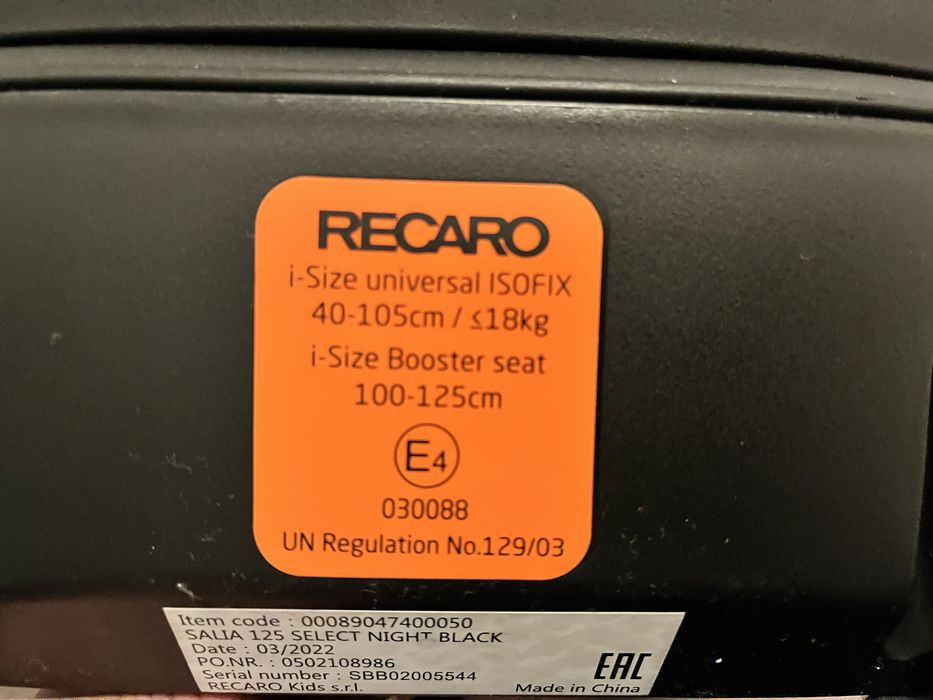 RECARO
i-Size universal ISOFIX
40-105cm / ≤18kg
i-Size Booster seat
100-125cm
E4
030088
UN Regulation No.129/03
Item code : 00089047400050
SALIA 125 SELECT NIGHT BLACK
Date : 03/2022
PO.NR. : 0502108986
Serial number : SBB02005544
RECARO Kids s.r.l.
EAC
Made in China